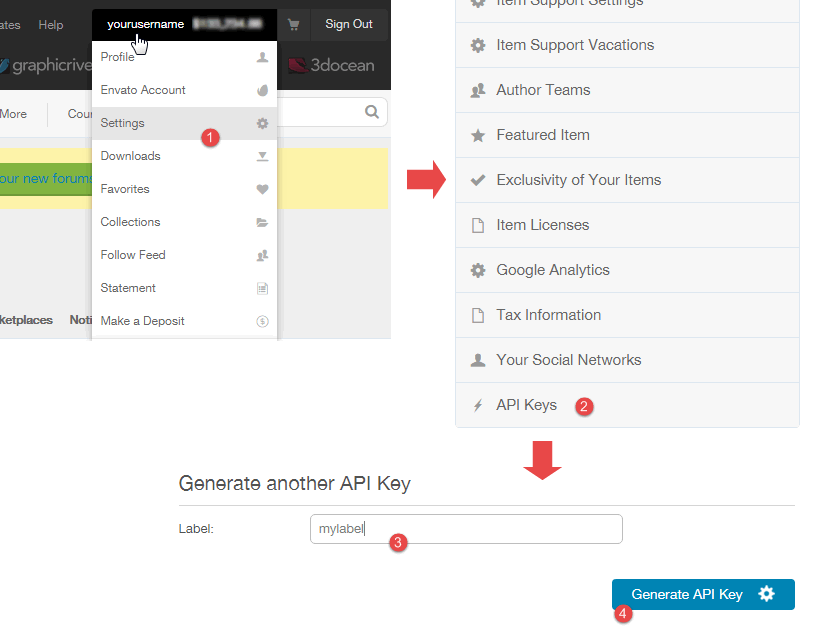 ates Help yourusername Sign Out
graphicrive 3docean
More Cour
our new forums
Profile
Envato Account
Settings
1
Downloads
Favorites
Collections
Follow Feed
Statement
Make a Deposit
ketplaces Noti
Item Support Settings
Item Support Vacations
Author Teams
Featured Item
Exclusivity of Your Items
Item Licenses
Google Analytics
Tax Information
Your Social Networks
API Keys 2
Generate another API Key
Label: mylabel
3
Generate API Key
4